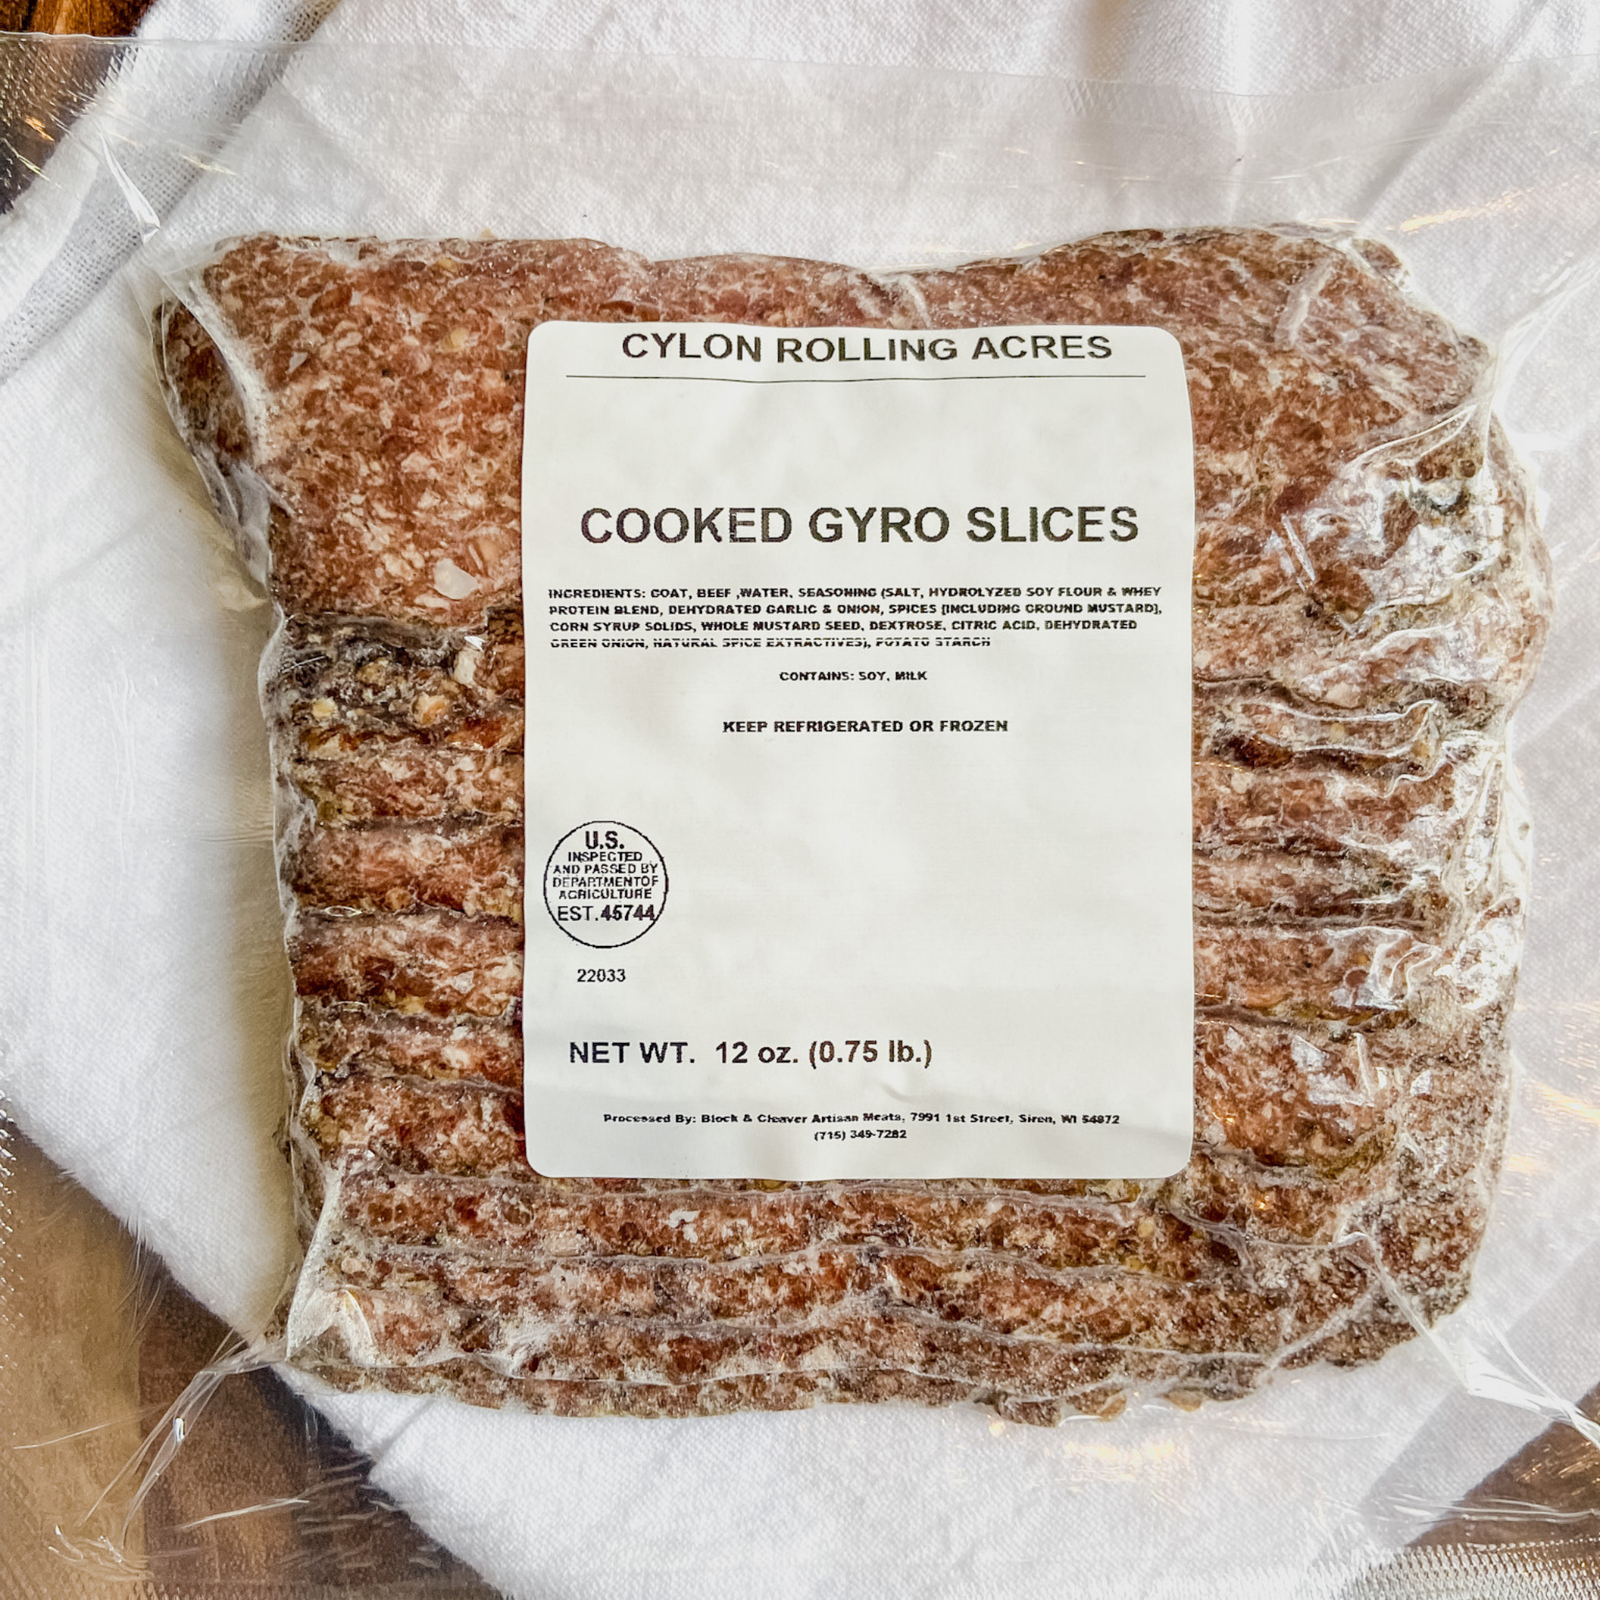 CYLON ROLLING ACRES
COOKED GYRO SLICES
INGREDIENTS: GOAT, BEEF ,WATER, SEASONING (SALT, HYDROLYZED SOY FLOUR & WHEY
PROTEIN BLEND, DEHYDRATED GARLIC & ONION, SPICES [INCLUDING GROUND MUSTARD],
CORN SYRUP SOLIDS, WHOLE MUSTARD SEED, DEXTROSE, CITRIC ACID, DEHYDRATED
GREEN ONION, NATURAL SPICE EXTRACTIVES), POTATO STARCH
CONTAINS: SOY, MILK
KEEP REFRIGERATED OR FROZEN
U.S.
INSPECTED
AND PASSED BY
DEPARTMENTOF
AGRICULTURE
EST.45744
22033
NET WT. 12 oz. (0.75 lb.)
Processed By: Block & Cleaver Artisan Meats, 7991 1st Street, Siren, WI 54872
(715) 349-7282